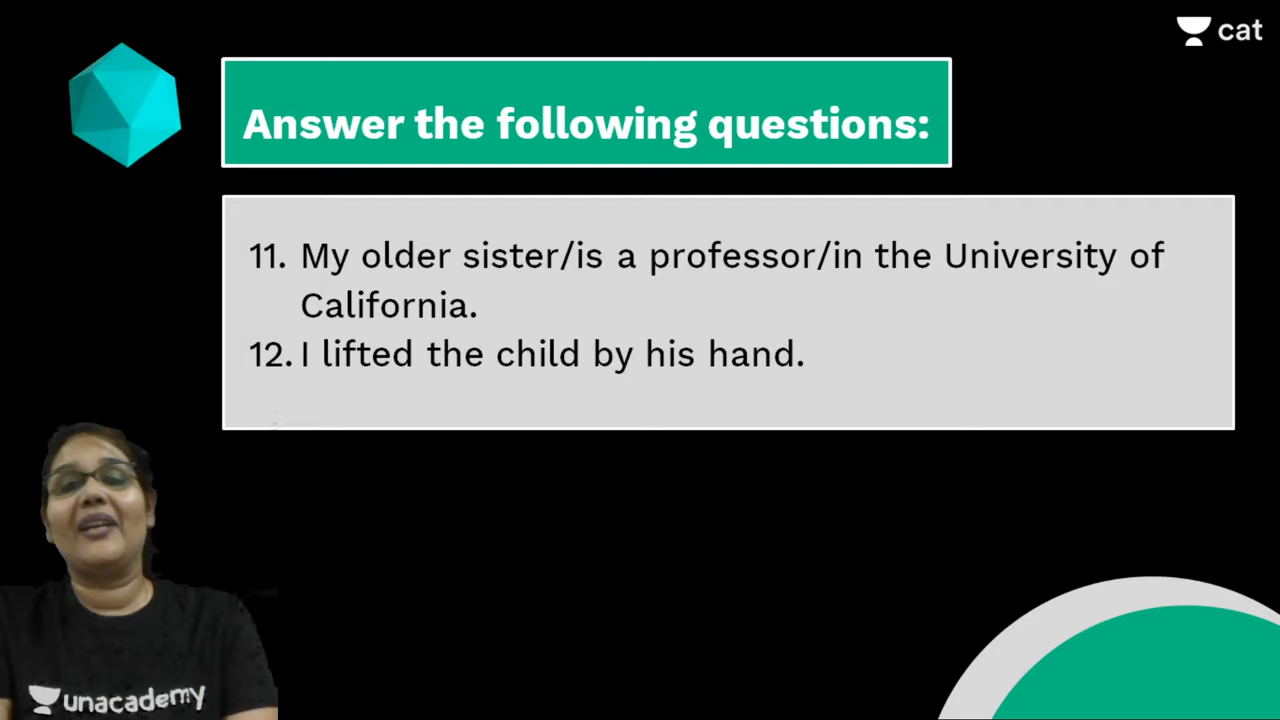 cat
Answer the following questions:
11. My older sister/is a professor/in the University of
California.
12. I lifted the child by his hand.
unacademy